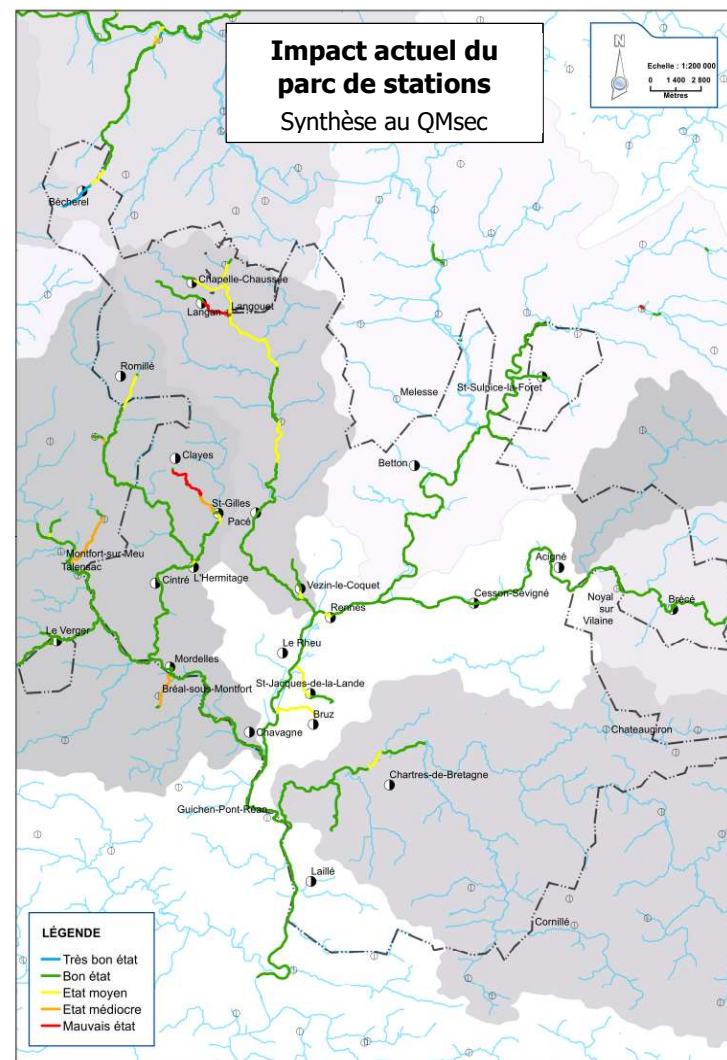 Impact actuel du
parc de stations
Synthèse au QMsec
N
Echelle : 1:200 000
0 1 400 2 800
Mètres
Bécherel
Chapelle-Chaussée
Langan
Langouet
Romillé
Melesse
St-Sulpice-la-Foret
Clayes
Betton
St-Gilles
Pacé
Montfort-sur-Meu
Talensac
L'Hermitage
Cintré
Vezin-le-Coquet
Acigné
Cesson-Sévigné
Noyal
sur
Vilaine
Brécé
Rennes
Le Verger
Le Rheu
Mordelles
St-Jacques-de-la-Lande
Bréal-sous-Montfort
Bruz
Chavagne
Chateaugiron
Chartres-de-Bretagne
Guichen-Pont-Réan
Laillé
Cornillé
LÉGENDE
Très bon état
Bon état
Etat moyen
Etat médiocre
Mauvais état